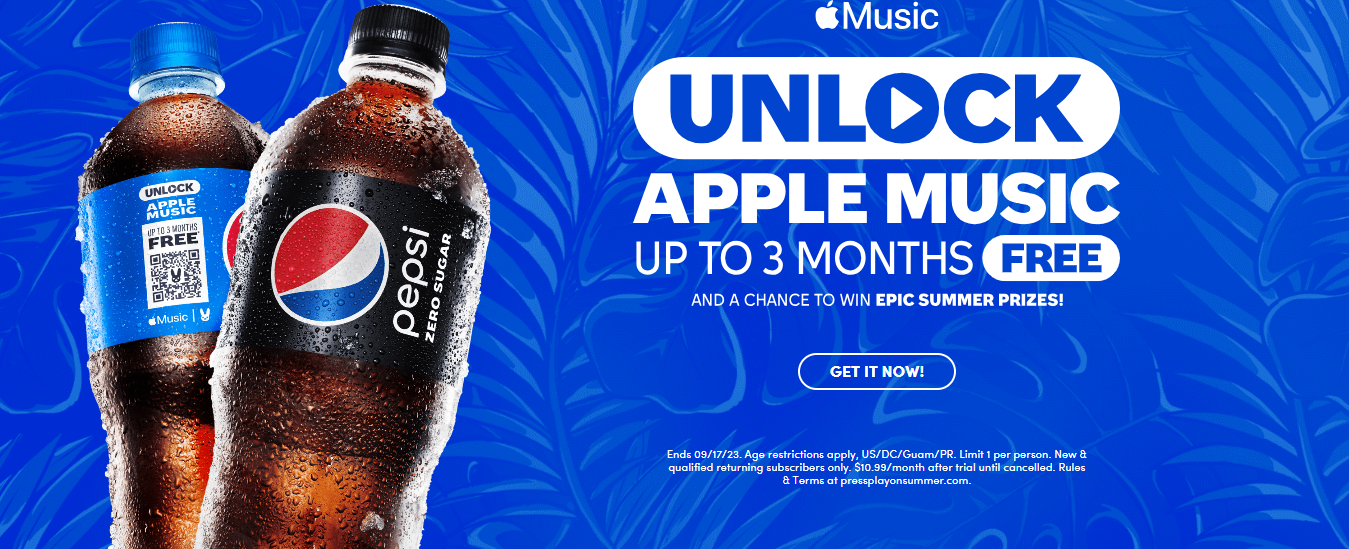 Music
UNLOCK
APPLE MUSIC
UP TO 3 MONTHS FREE
AND A CHANCE TO WIN EPIC SUMMER PRIZES!
GET IT NOW!
Ends 09/17/23. Age restrictions apply, US/DC/Guam/PR. Limit 1 per person. New &
qualified returning subscribers only. $10.99/month after trial until cancelled. Rules
& Terms at pressplayonsummer.com.
UNLOCK
APPLE
MUSIC
UP TO 3 MONTHS
FREE
Music
pepsi
ZERO SUGAR